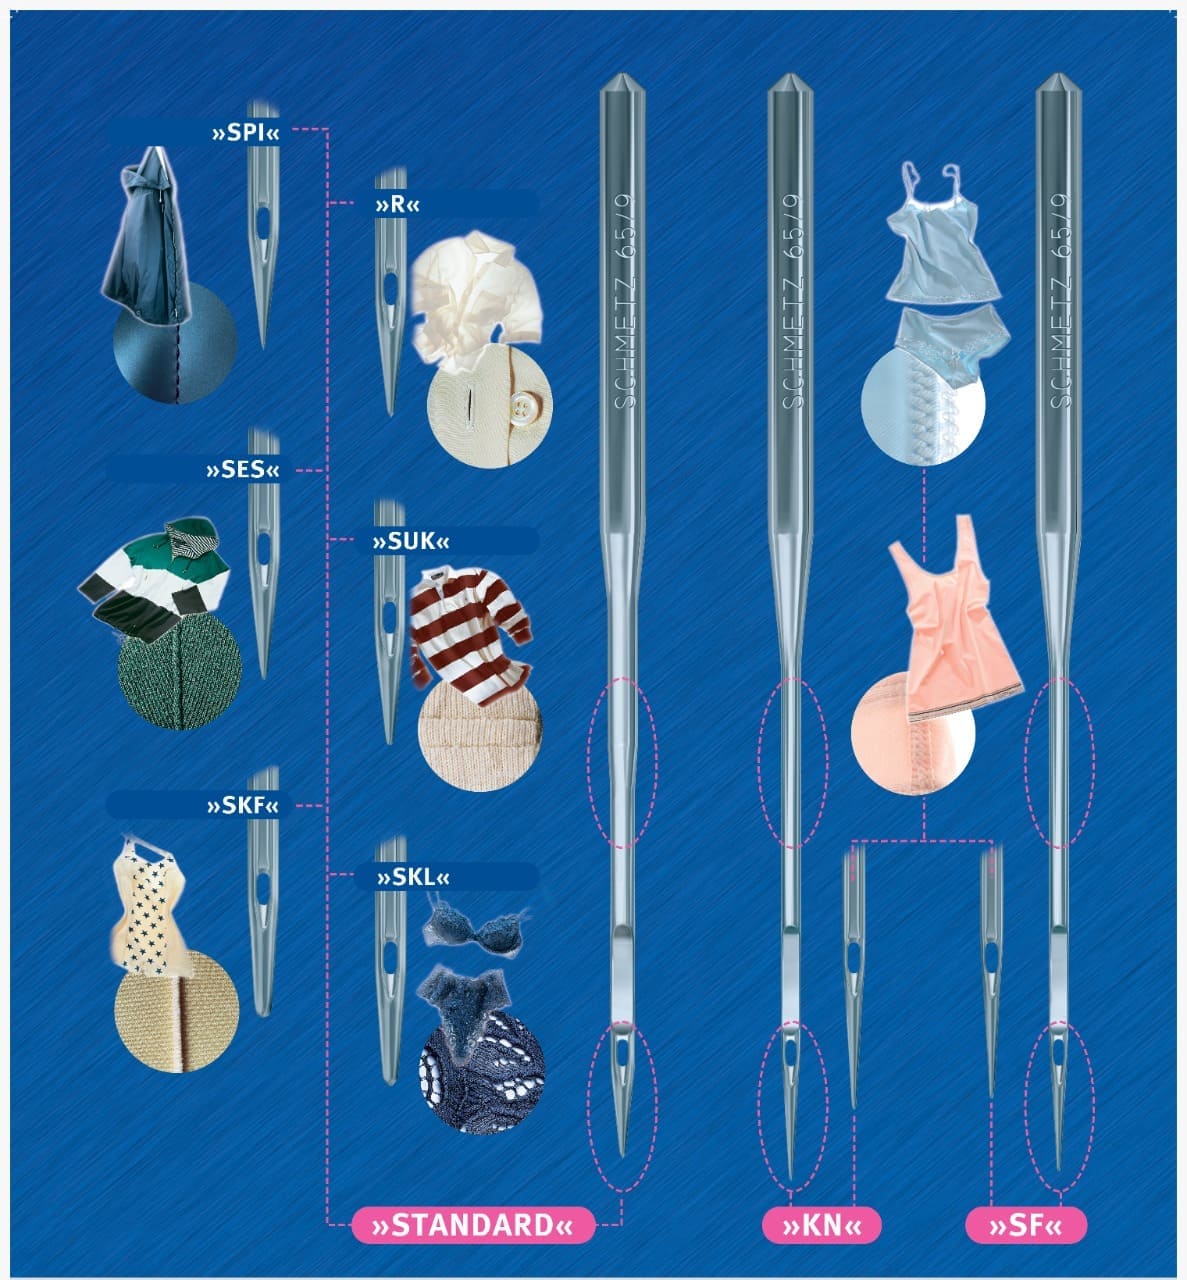 »SPI«
»R«
»SES«
»SUK«
»SKF«
»SKL«
SCHMETZ 65/9
SCHMETZ 65/9
SCHMETZ 65/9
»STANDARD«
»KN«
»SF«